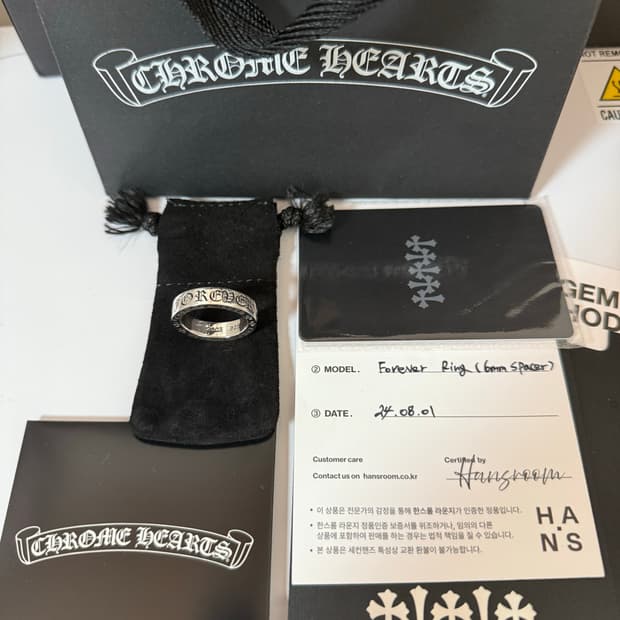 CHROME HEARTS
OT REMO
CAU
FOREVER
GEM
HOD
② MODEL. Forever Ring (6mm spacer)
③ DATE. 24.08.01
Customer care
Certified by
Contact us on hansroom.co.kr
Hansroom
• 이 상품은 전문가의 감정을 통해 한스룸 라운지가 인증한 정품입니다.
• 한스룸 라운지 정품인증 보증서를 위조하거나, 임의의 다른
상품에 포함하여 판매를 하는 경우는 법적 책임을 질 수 있습니다.
• 본 상품은 세컨핸즈 특성상 교환 환불이 불가능합니다.
H.A
N'S
CHROME HEARTS